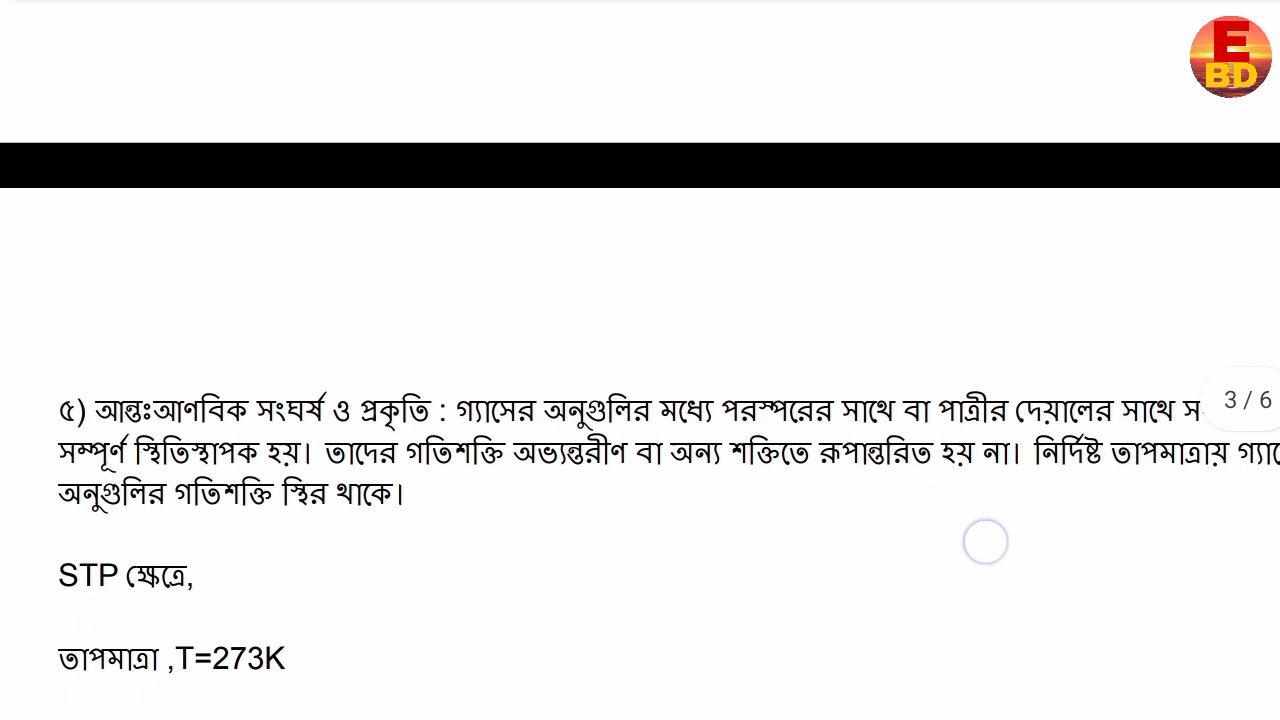 E
BD
3 / 6
৫) আন্তঃআণবিক সংঘর্ষ ও প্রকৃতি : গ্যাসের অনুগুলির মধ্যে পরস্পরের সাথে বা পাত্রীর দেয়ালের সাথে
সম্পূর্ণ স্থিতিস্থাপক হয়। তাদের গতিশক্তি অভ্যন্তরীণ বা অন্য শক্তিতে রূপান্তরিত হয় না। নির্দিষ্ট তাপমাত্রায়
অনুগুলির গতিশক্তি স্থির থাকে।
STP ক্ষেত্রে,
তাপমাত্রা ,T=273K